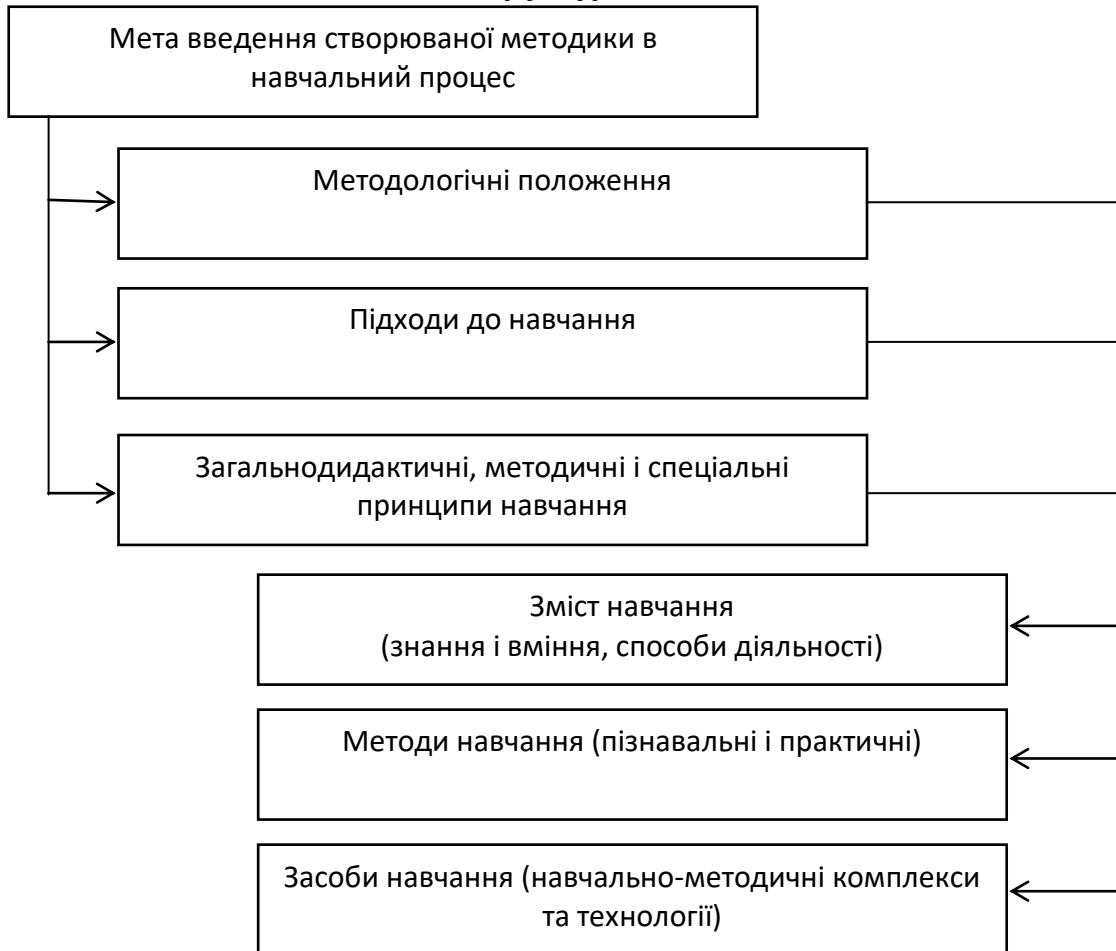 Мета введення створюваної методики в
навчальний процес
Методологічні положення
Підходи до навчання
Загальнодидактичні, методичні і спеціальні
принципи навчання
Зміст навчання
(знання і вміння, способи діяльності)
Методи навчання (пізнавальні і практичні)
Засоби навчання (навчально-методичні комплекси
та технології)